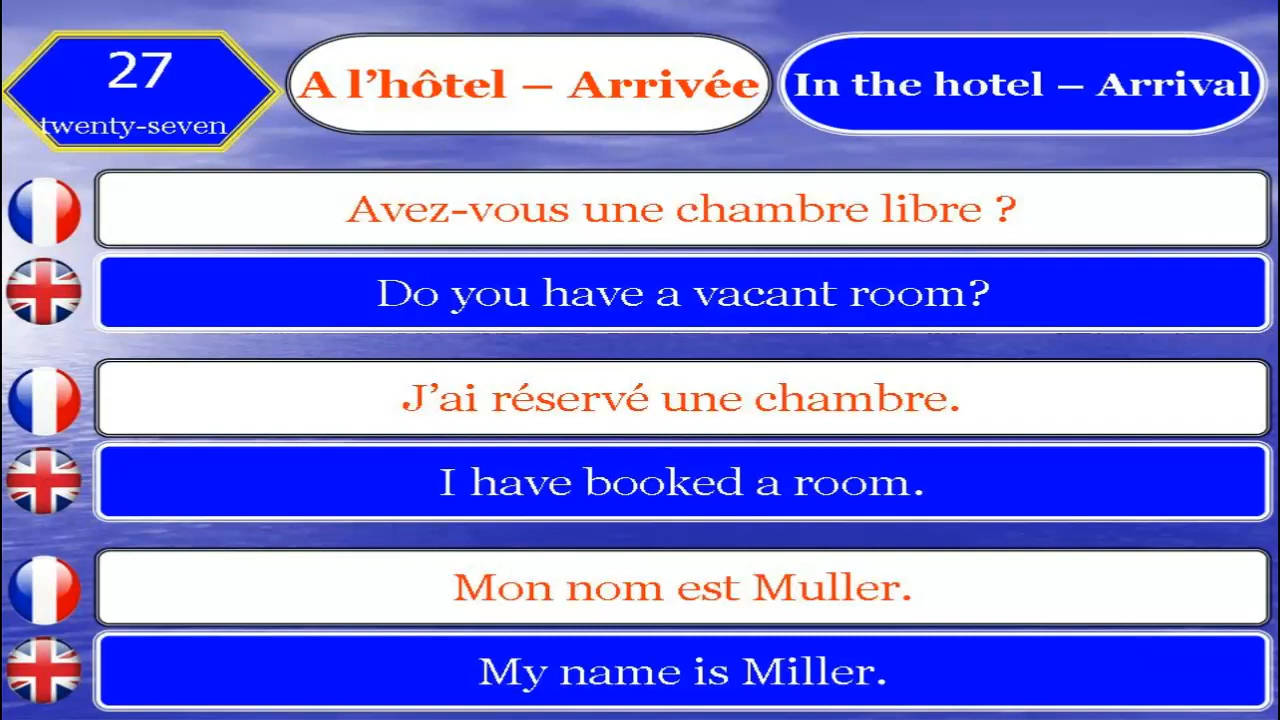 27
twenty-seven
A l’hôtel – Arrivée
In the hotel – Arrival
Avez-vous une chambre libre ?
Do you have a vacant room?
J’ai réservé une chambre.
I have booked a room.
Mon nom est Muller.
My name is Miller.